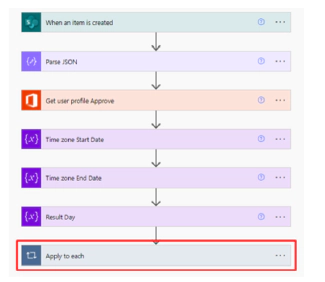 When an item is created
Parse JSON
Get user profile Approve
Time zone Start Date
Time zone End Date
Result Day
Apply to each